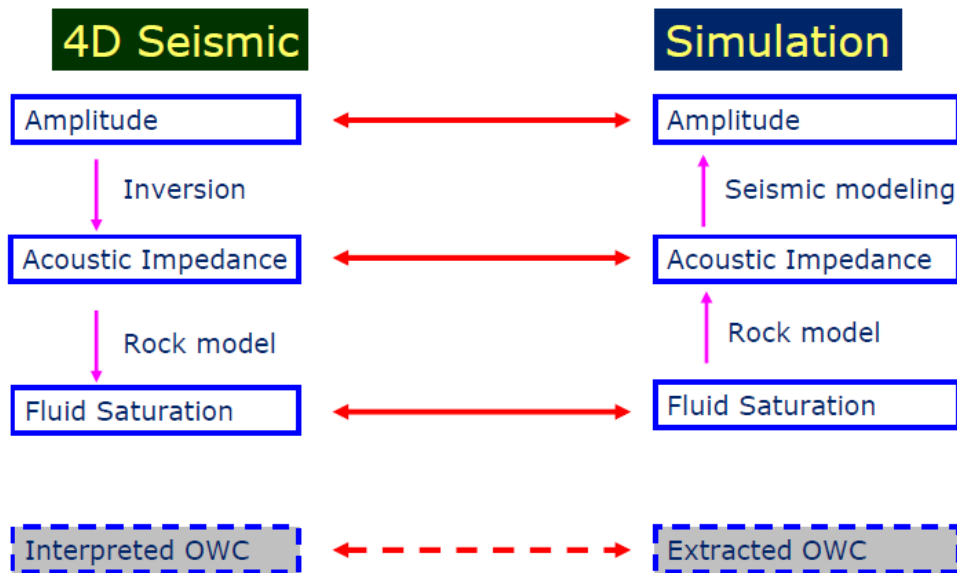 4D Seismic
Simulation
Amplitude
Amplitude
Inversion
Seismic modeling
Acoustic Impedance
Acoustic Impedance
Rock model
Rock model
Fluid Saturation
Fluid Saturation
Interpreted OWC
Extracted OWC